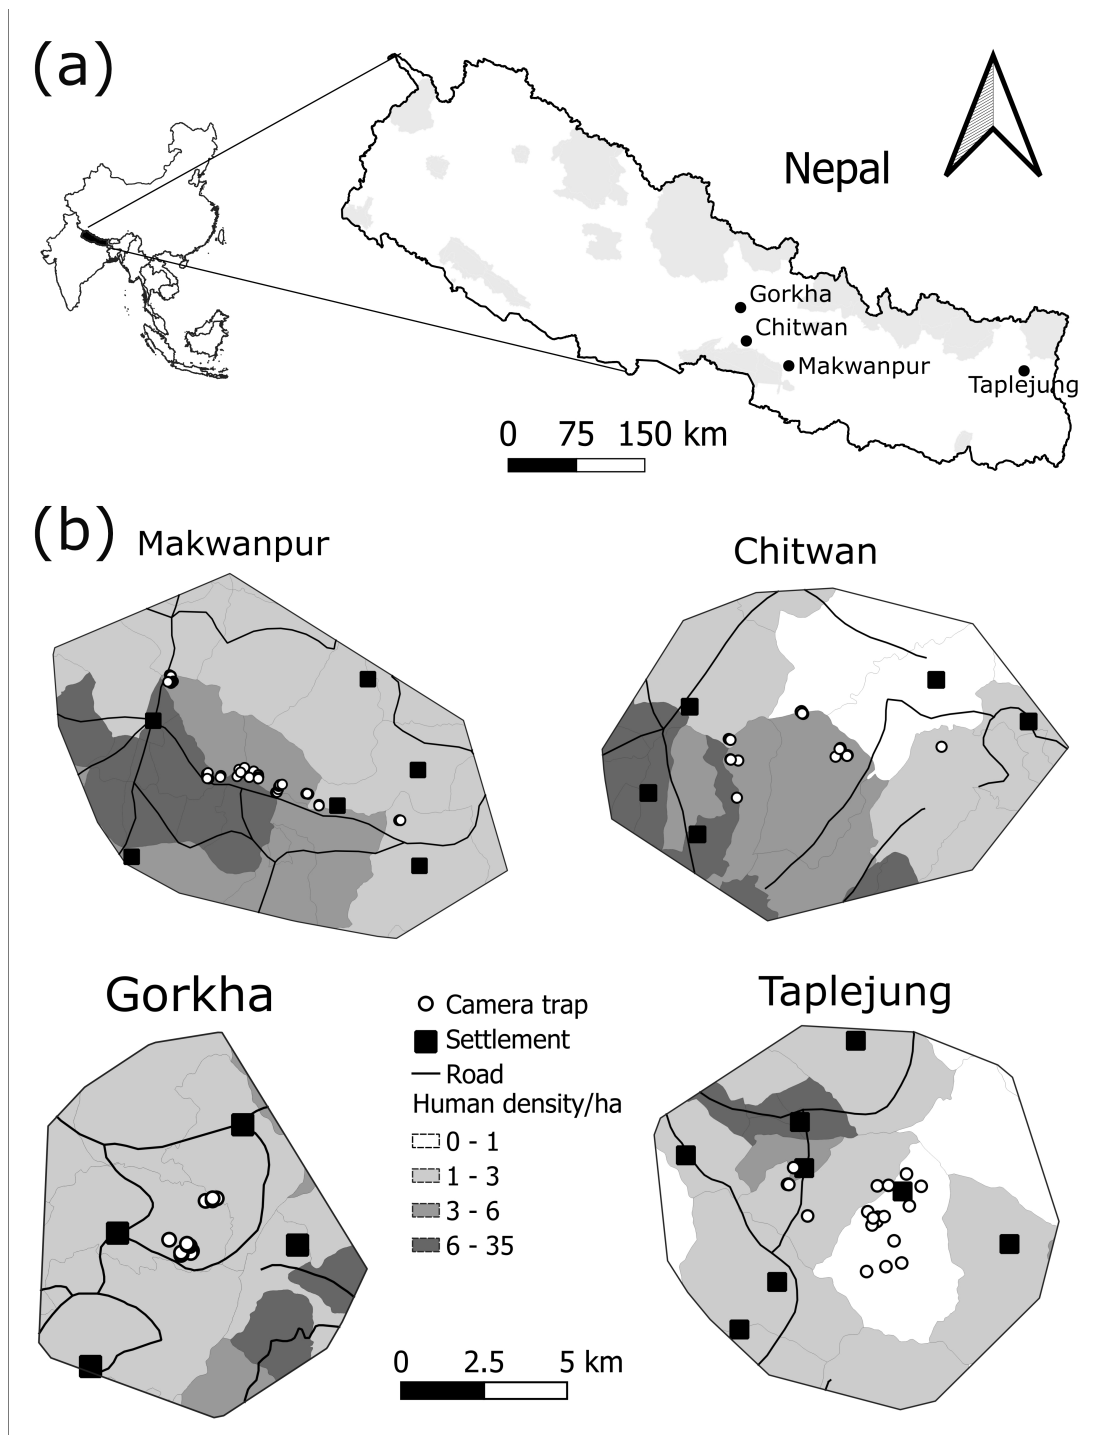 (a)
Nepal
Gorkha
Chitwan
Makwanpur
Taplejung
0 75 150 km
(b)
Makwanpur
Chitwan
Gorkha
Taplejung
Camera trap
Settlement
Road
Human density/ha
0 - 1
1 - 3
3 - 6
6 - 35
0 2.5 5 km